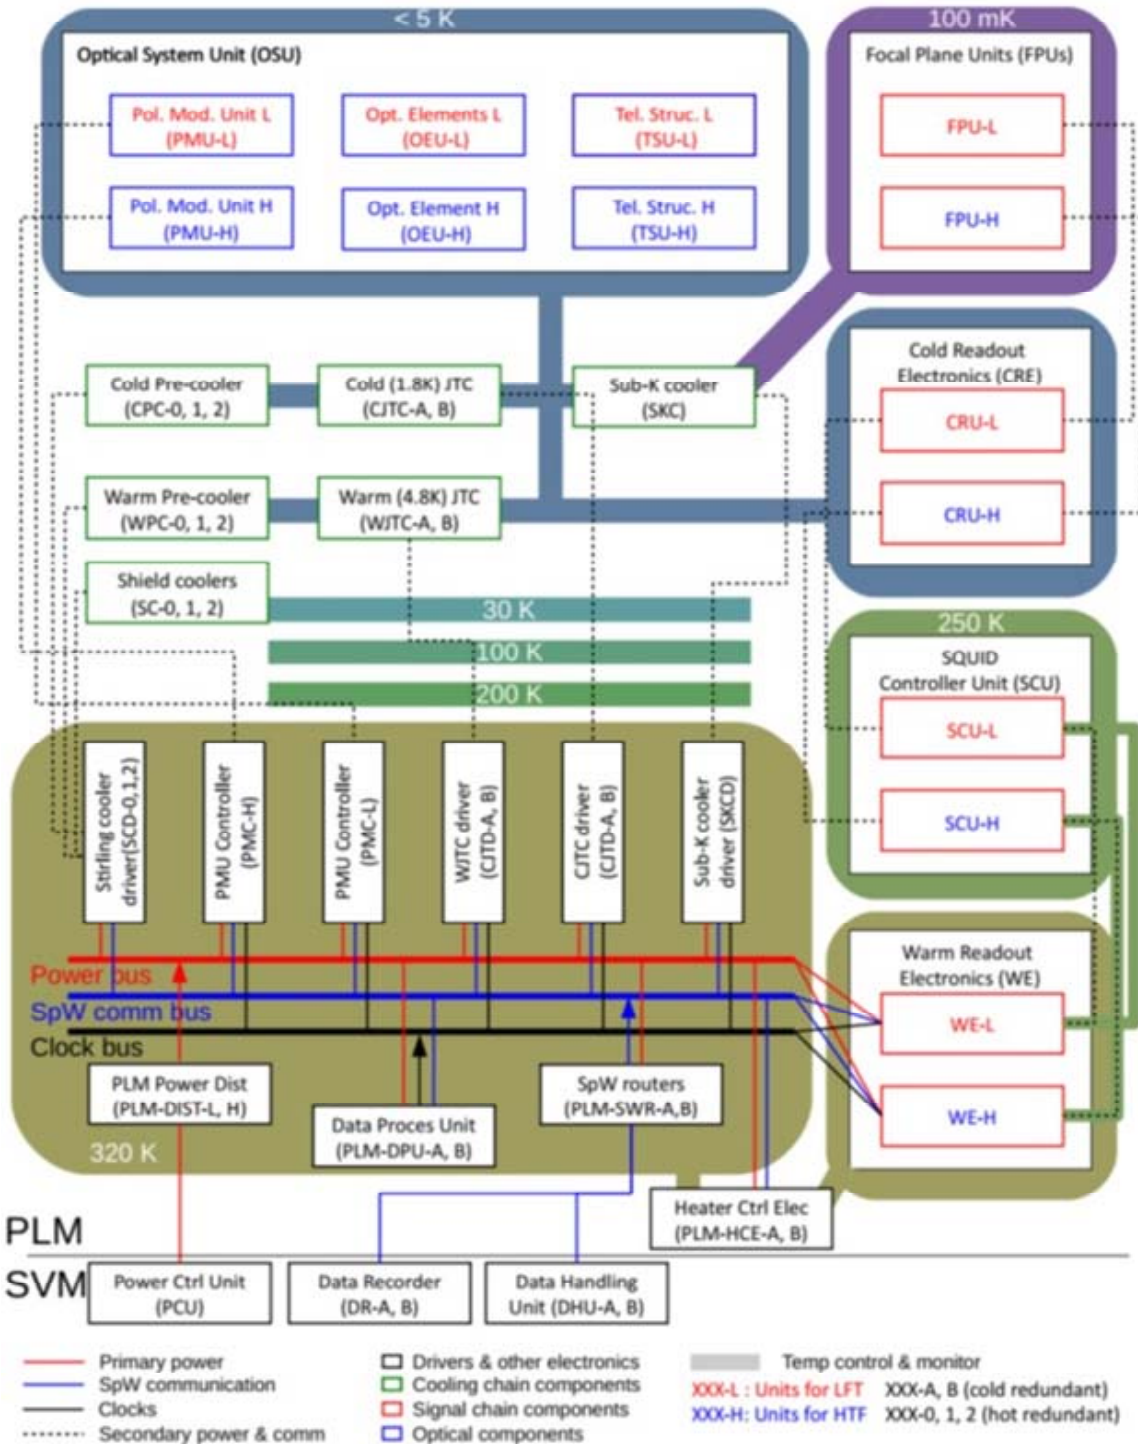 < 5 K
Optical System Unit (OSU)
Pol. Mod. Unit L
(PMU-L)
Opt. Elements L
(OEU-L)
Tel. Struc. L
(TSU-L)
Pol. Mod. Unit H
(PMU-H)
Opt. Element H
(OEU-H)
Tel. Struc. H
(TSU-H)
100 mK
Focal Plane Units (FPUs)
FPU-L
FPU-H
Cold Pre-cooler
(CPC-0, 1, 2)
Cold (1.8K) JTC
(CJTC-A, B)
Sub-K cooler
(SKC)
Warm Pre-cooler
(WPC-0, 1, 2)
Warm (4.8K) JTC
(WJTC-A, B)
Shield coolers
(SC-0, 1, 2)
30 K
100 K
200 K
Cold Readout
Electronics (CRE)
CRU-L
CRU-H
250 K
SQUID
Controller Unit (SCU)
SCU-L
SCU-H
Stirling cooler
driver(SCD-0,1,2)
PMU Controller
(PMC-H)
PMU Controller
(PMC-L)
WJTC driver
(CJTD-A, B)
CJTC driver
(CJTD-A, B)
Sub-K cooler
driver (SKCD)
Power bus
SpW comm bus
Clock bus
PLM Power Dist
(PLM-DIST-L, H)
Data Proces Unit
(PLM-DPU-A, B)
SpW routers
(PLM-SWR-A,B)
320 K
Warm Readout
Electronics (WE)
WE-L
WE-H
Heater Ctrl Elec
(PLM-HCE-A, B)
PLM
SVM
Power Ctrl Unit
(PCU)
Data Recorder
(DR-A, B)
Data Handling
Unit (DHU-A, B)
Primary power
SpW communication
Clocks
Secondary power & comm
Drivers & other electronics
Cooling chain components
Signal chain components
Optical components
Temp control & monitor
XXX-L : Units for LFT XXX-A, B (cold redundant)
XXX-H: Units for HTF XXX-0, 1, 2 (hot redundant)